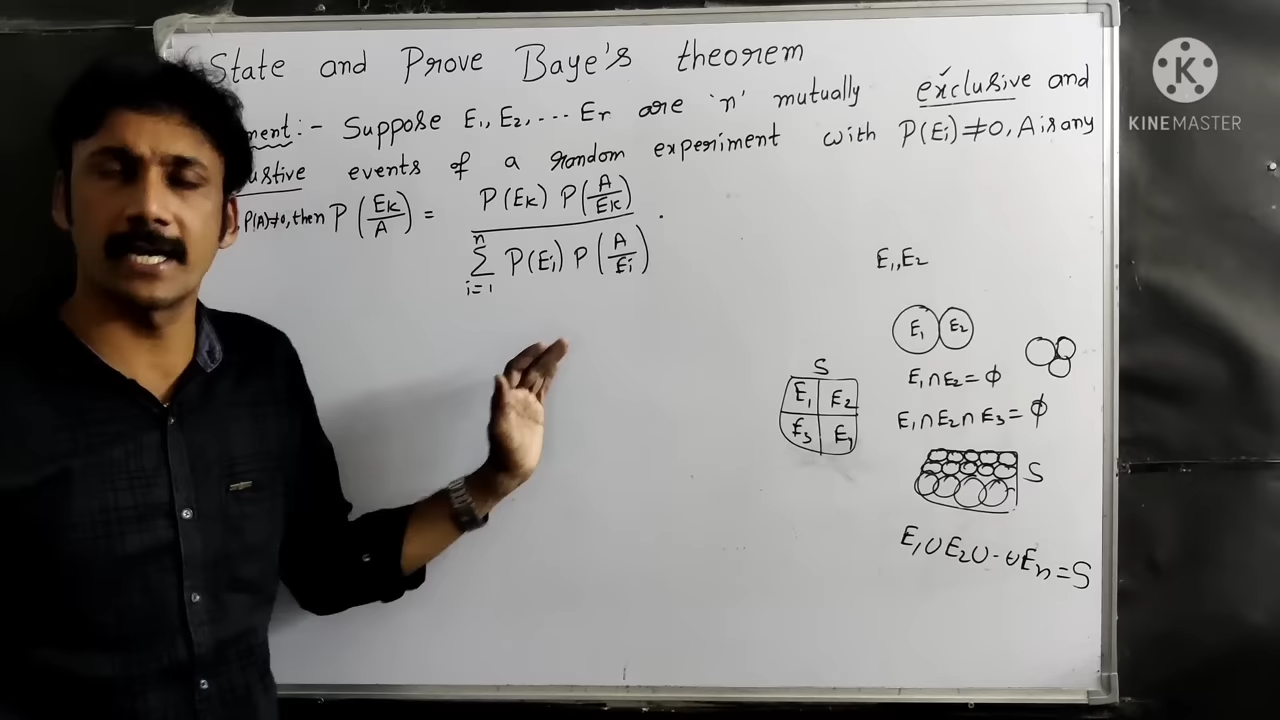 State and Prove Baye's theorem
ment:- Suppose E1, E2, ... Er are 'n' mutually exclusive and
ustive events of a random experiment with P(Ei) ≠ 0, A is any
P(A)≠0, then P(Ek/A) = P(Ek) P(A/Ek) / Σ i=1 n P(Ei) P(A/Ei) .
E1, E2
E1 E2
E1 ∩ E2 = ϕ
E1 ∩ E2 ∩ E3 = ϕ
S
E1 E2
E3
S
E1 ∪ E2 ∪ - ∪ En = S
K
KINEMASTER